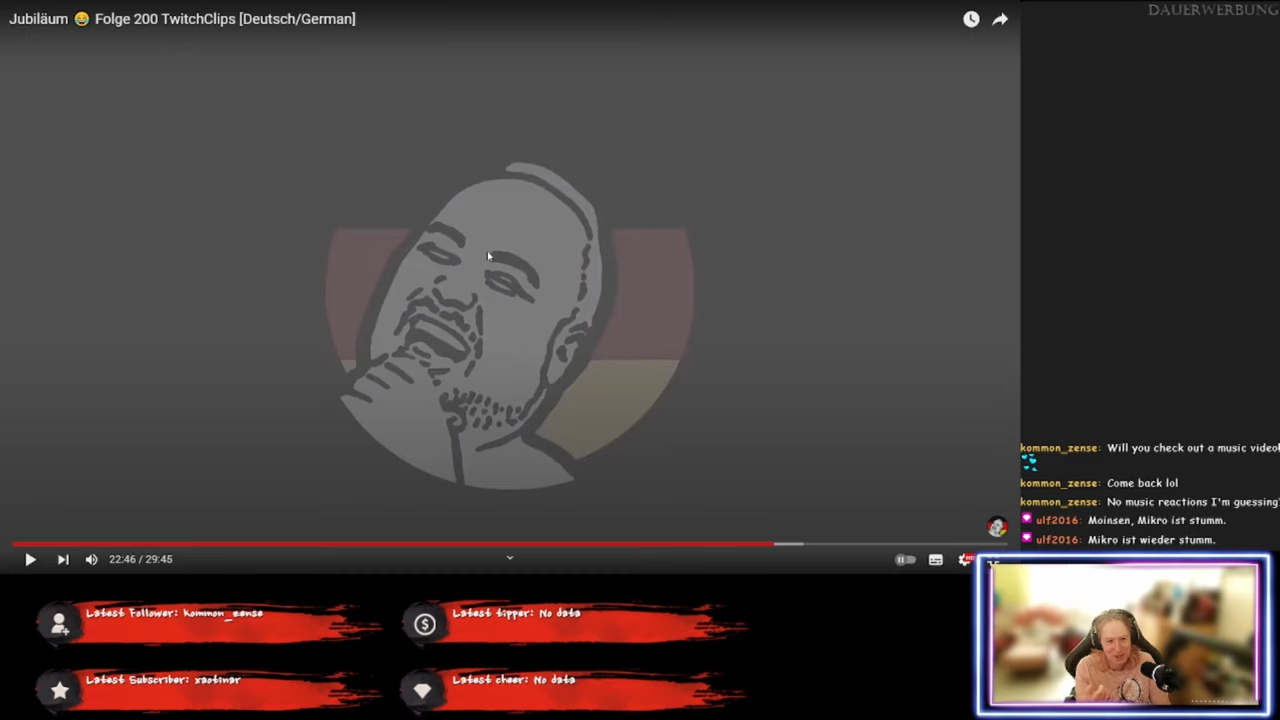 Jubiläum 😂 Folge 200 TwitchClips [Deutsch/German]
DAUERWERBUNG
kommon_zense: Will you check out a music video
kommon_zense: Come back lol
kommon_zense: No music reactions I'm guessing?
ulf2016: Moinsen, Mikro ist stumm.
ulf2016: Mikro ist wieder stumm.
22:46 / 29:45
Latest Follower: kommon_zense
Latest tipper: No data
Latest Subscriber: xaotinar
Latest cheer: No data